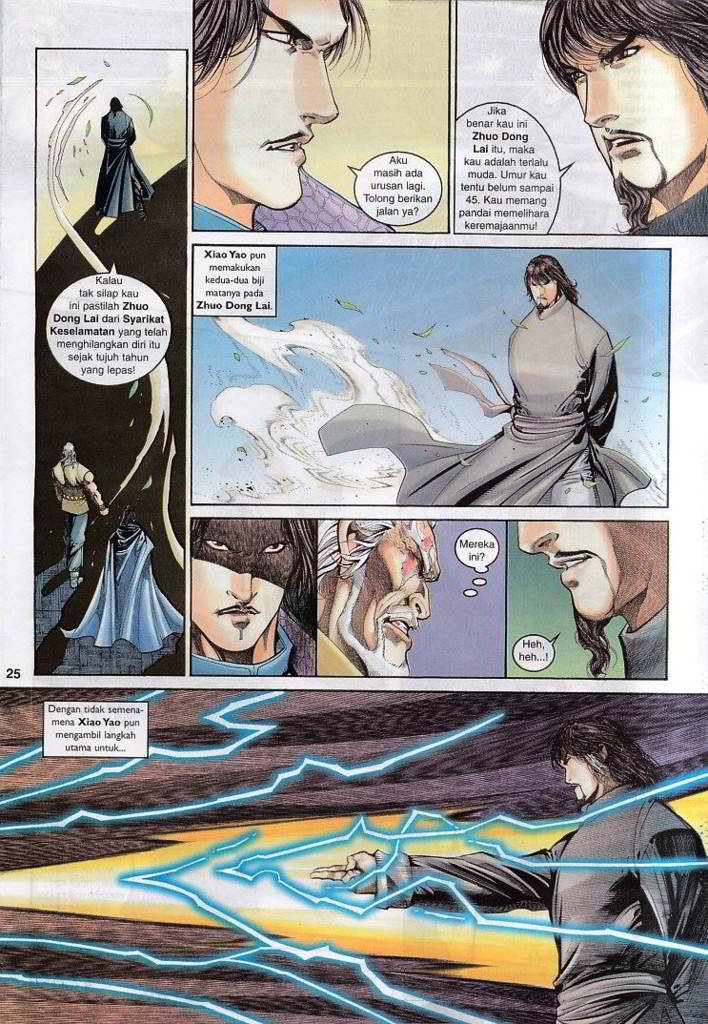 Kalau
tak silap kau
ini pastilah Zhuo
Dong Lai dari Syarikat
Keselamatan yang telah
menghilangkan diri itu
sejak tujuh tahun
yang lepas!
Aku
masih ada
urusan lagi.
Tolong berikan
jalan ya?
Jika
benar kau ini
Zhuo Dong
Lai itu, maka
kau adalah terlalu
muda. Umur kau
tentu belum sampai
45. Kau memang
pandai memelihara
keremajaanmu!
Xiao Yao pun
memakukan
kedua-dua biji
matanya pada
Zhuo Dong Lai.
Mereka
ini?
Heh,
heh...!
25
Dengan tidak semena-
mena Xiao Yao pun
mengambil langkah
utama untuk...